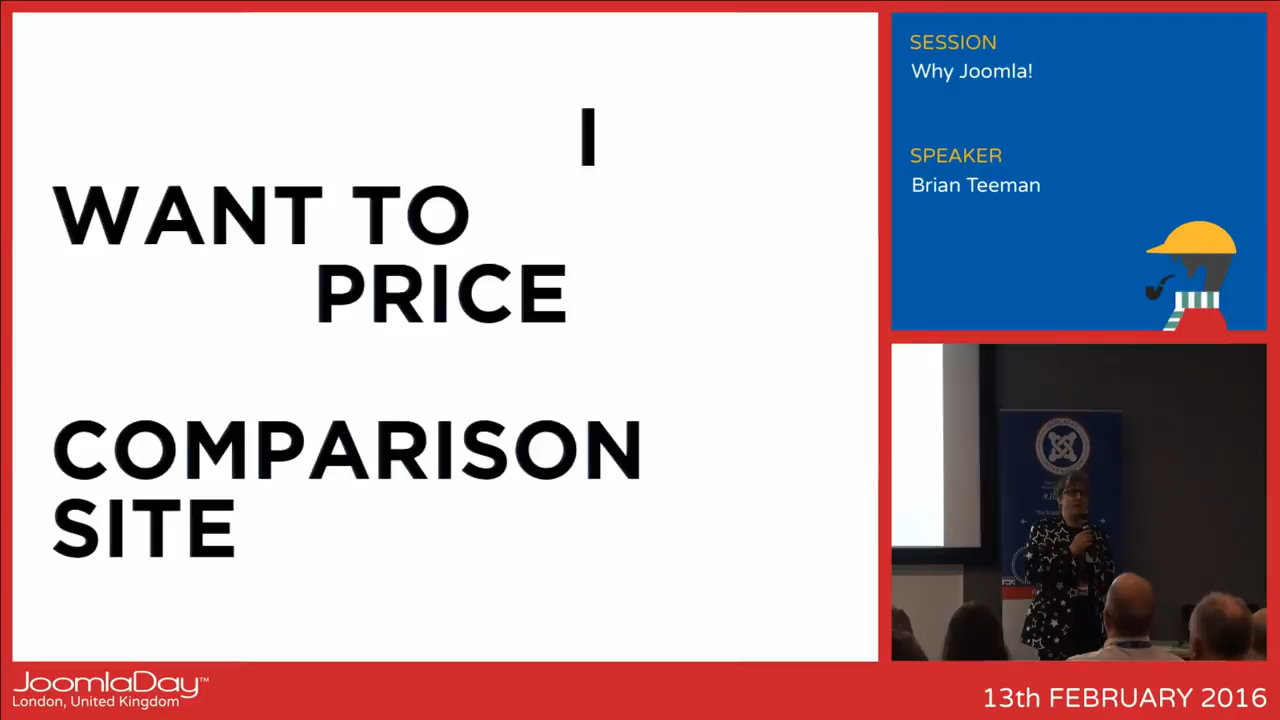 I
WANT TO
PRICE
COMPARISON
SITE
SESSION
Why Joomla!
SPEAKER
Brian Teeman
JoomlaDay™
London, United Kingdom
13th FEBRUARY 2016